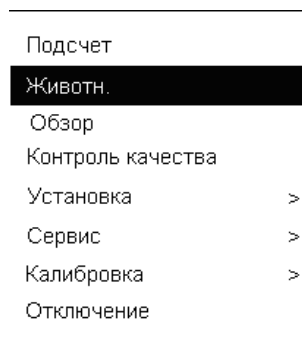 Подсчет
Животн.
Обзор
Контроль качества
Установка >
Сервис >
Калибровка >
Отключение